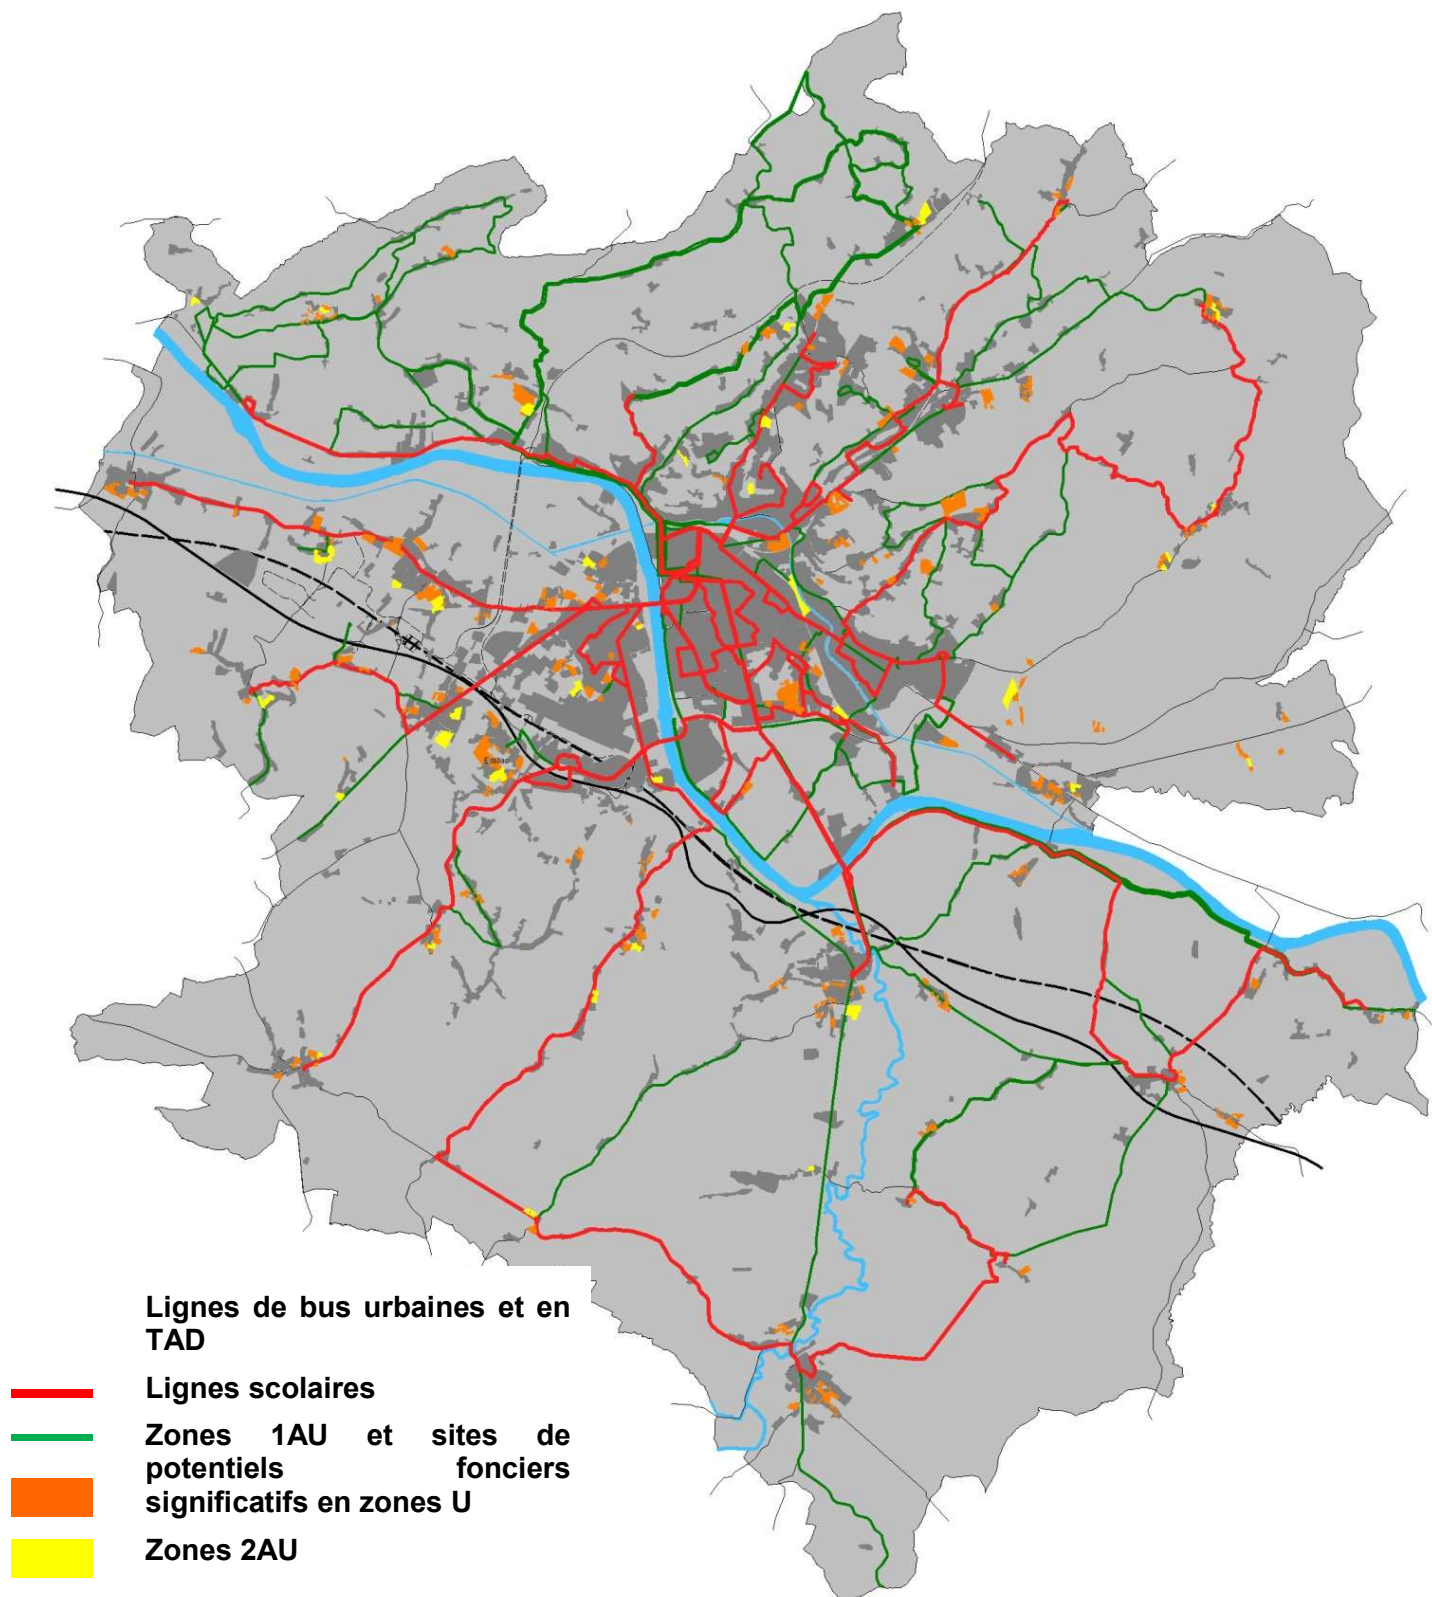 Estillac
Lignes de bus urbaines et en
TAD
Lignes scolaires
Zones 1AU et sites de
potentiels fonciers
significatifs en zones U
Zones 2AU